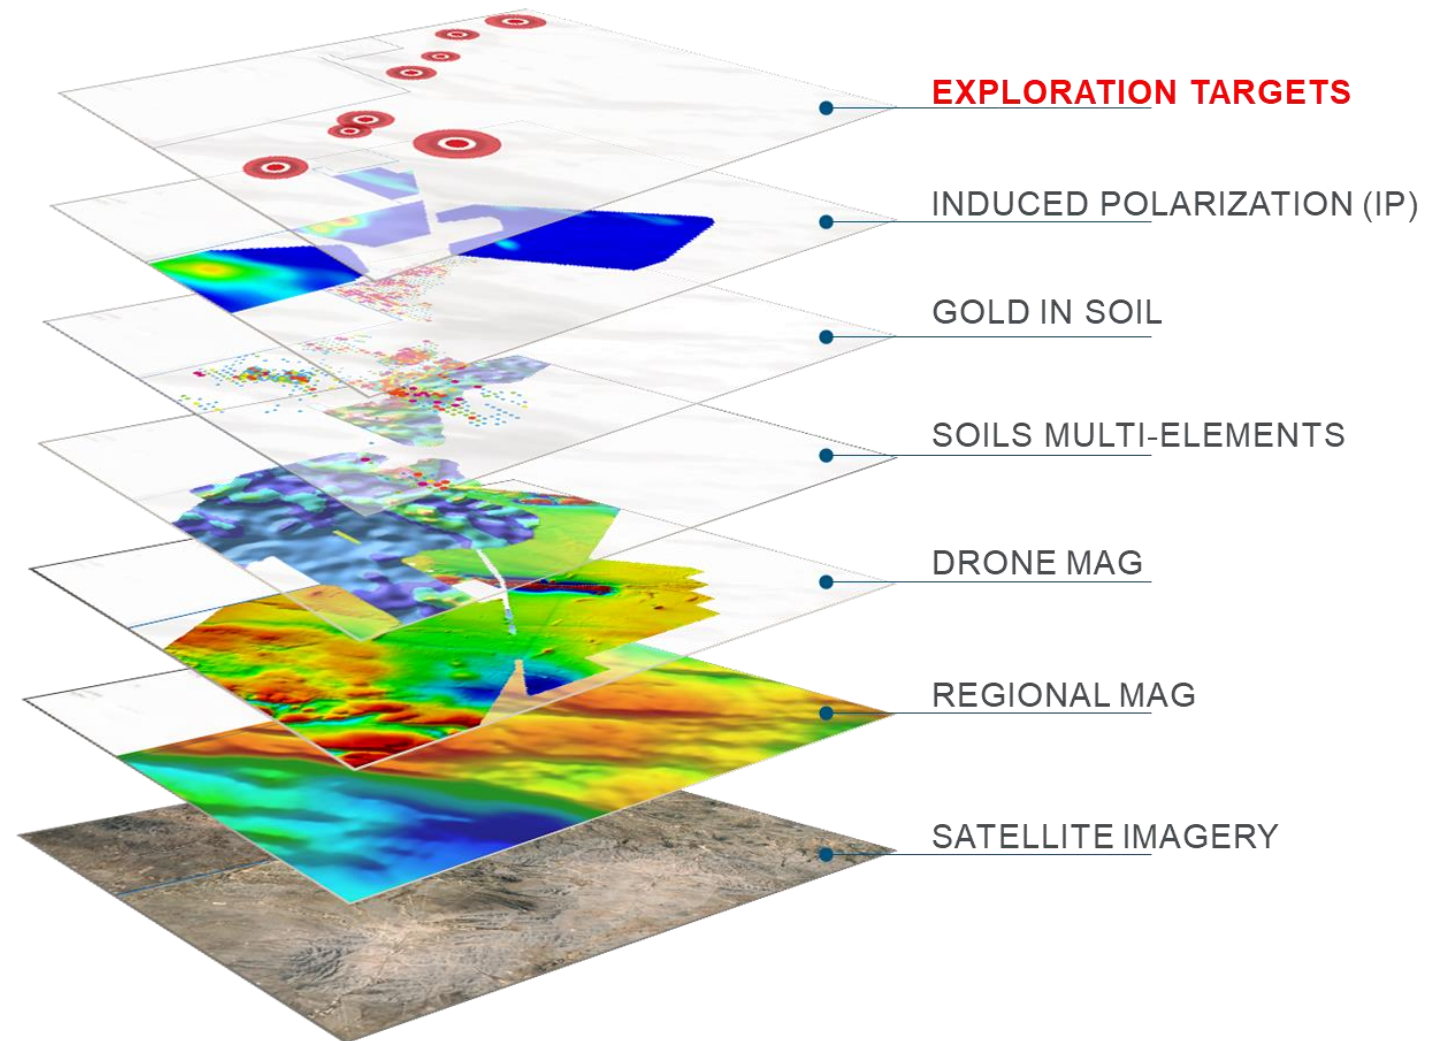 EXPLORATION TARGETS
INDUCED POLARIZATION (IP)
GOLD IN SOIL
SOILS MULTI-ELEMENTS
DRONE MAG
REGIONAL MAG
SATELLITE IMAGERY